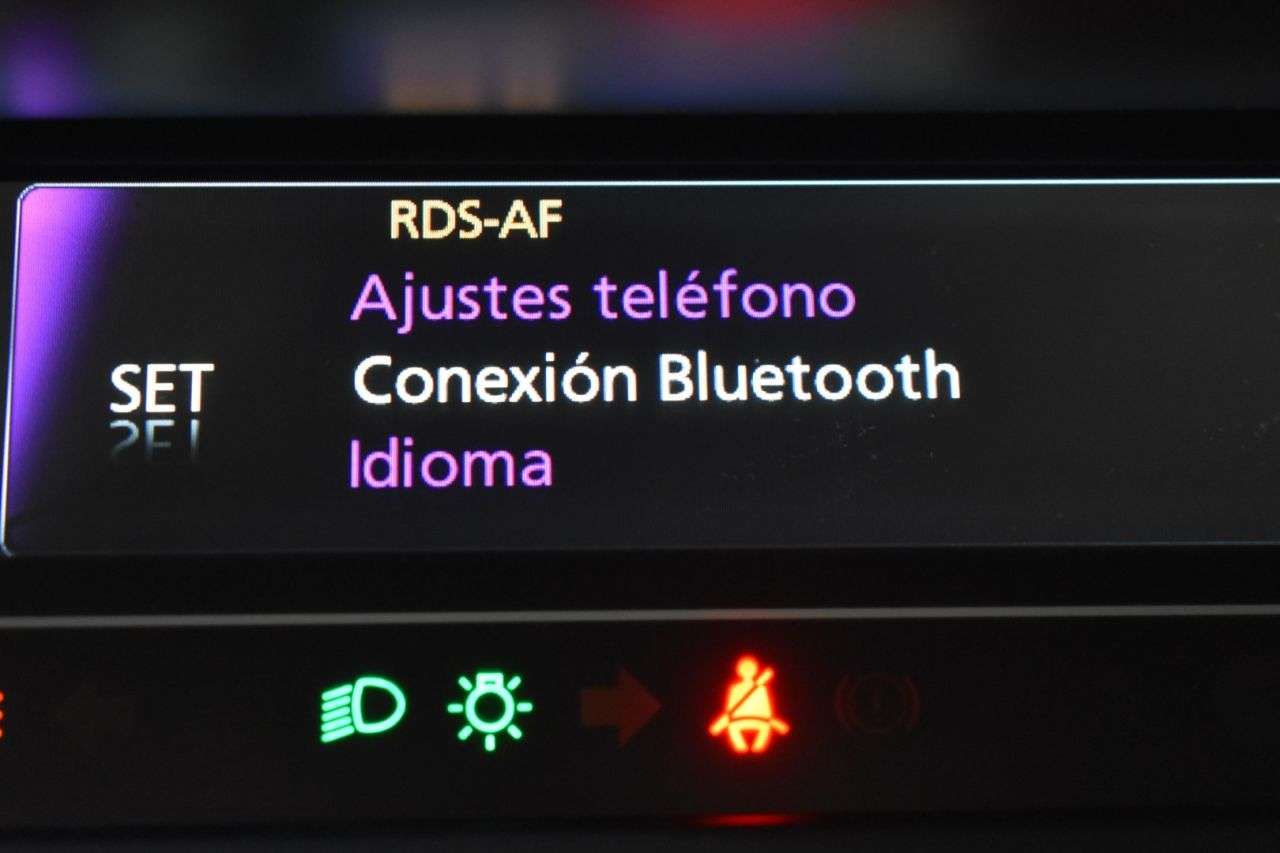 RDS-AF
Ajustes teléfono
SET
Conexión Bluetooth
Idioma